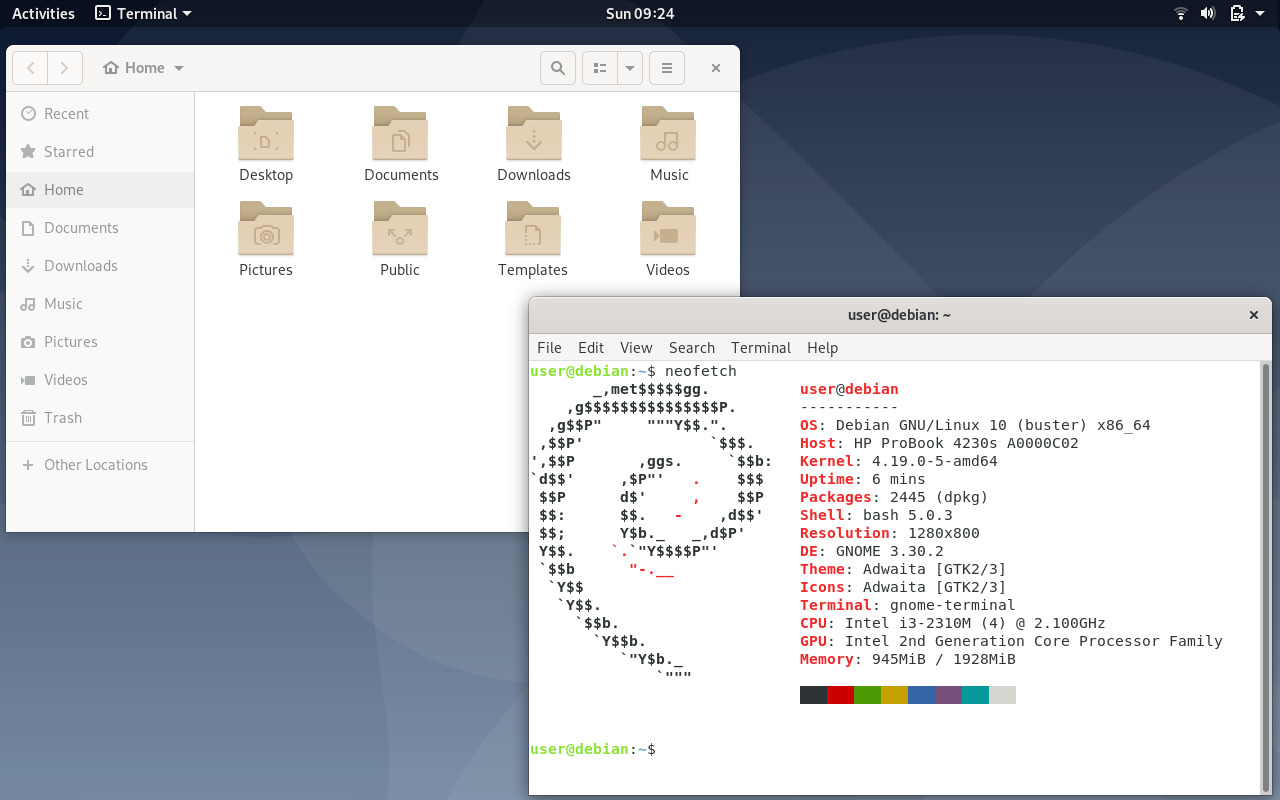 Activities Terminal Sun 09:24
Home
Recent
Starred
Home
Documents
Downloads
Music
Pictures
Videos
Trash
Other Locations
Desktop Documents Downloads Music
Pictures Public Templates Videos
user@debian: ~
File Edit View Search Terminal Help
user@debian:~$ neofetch
       _,met$$$$$gg.          user@debian
    ,g$$$$$$$$$$$$$$$P.       -----------
  ,g$$P"     """Y$$.".        OS: Debian GNU/Linux 10 (buster) x86_64
 ,$$P'              `$$$.     Host: HP ProBook 4230s A0000C02
',$$P       ,ggs.     `$$b:   Kernel: 4.19.0-5-amd64
`d$$'     ,$P"'   .    $$$    Uptime: 6 mins
 $$P      d$'     ,    $$P    Packages: 2445 (dpkg)
 $$:      $$.   -    ,d$$'    Shell: bash 5.0.3
 $$;      Y$b._   _,d$P'      Resolution: 1280x800
 Y$$.    `.`"Y$$$$P"'         DE: GNOME 3.30.2
 `$$b      "-.__              Theme: Adwaita [GTK2/3]
  `Y$$                        Icons: Adwaita [GTK2/3]
   `Y$$.                      Terminal: gnome-terminal
     `$$b.                    CPU: Intel i3-2310M (4) @ 2.100GHz
       `Y$$b.                 GPU: Intel 2nd Generation Core Processor Family
          `"Y$b._             Memory: 945MiB / 1928MiB
              `"""
user@debian:~$